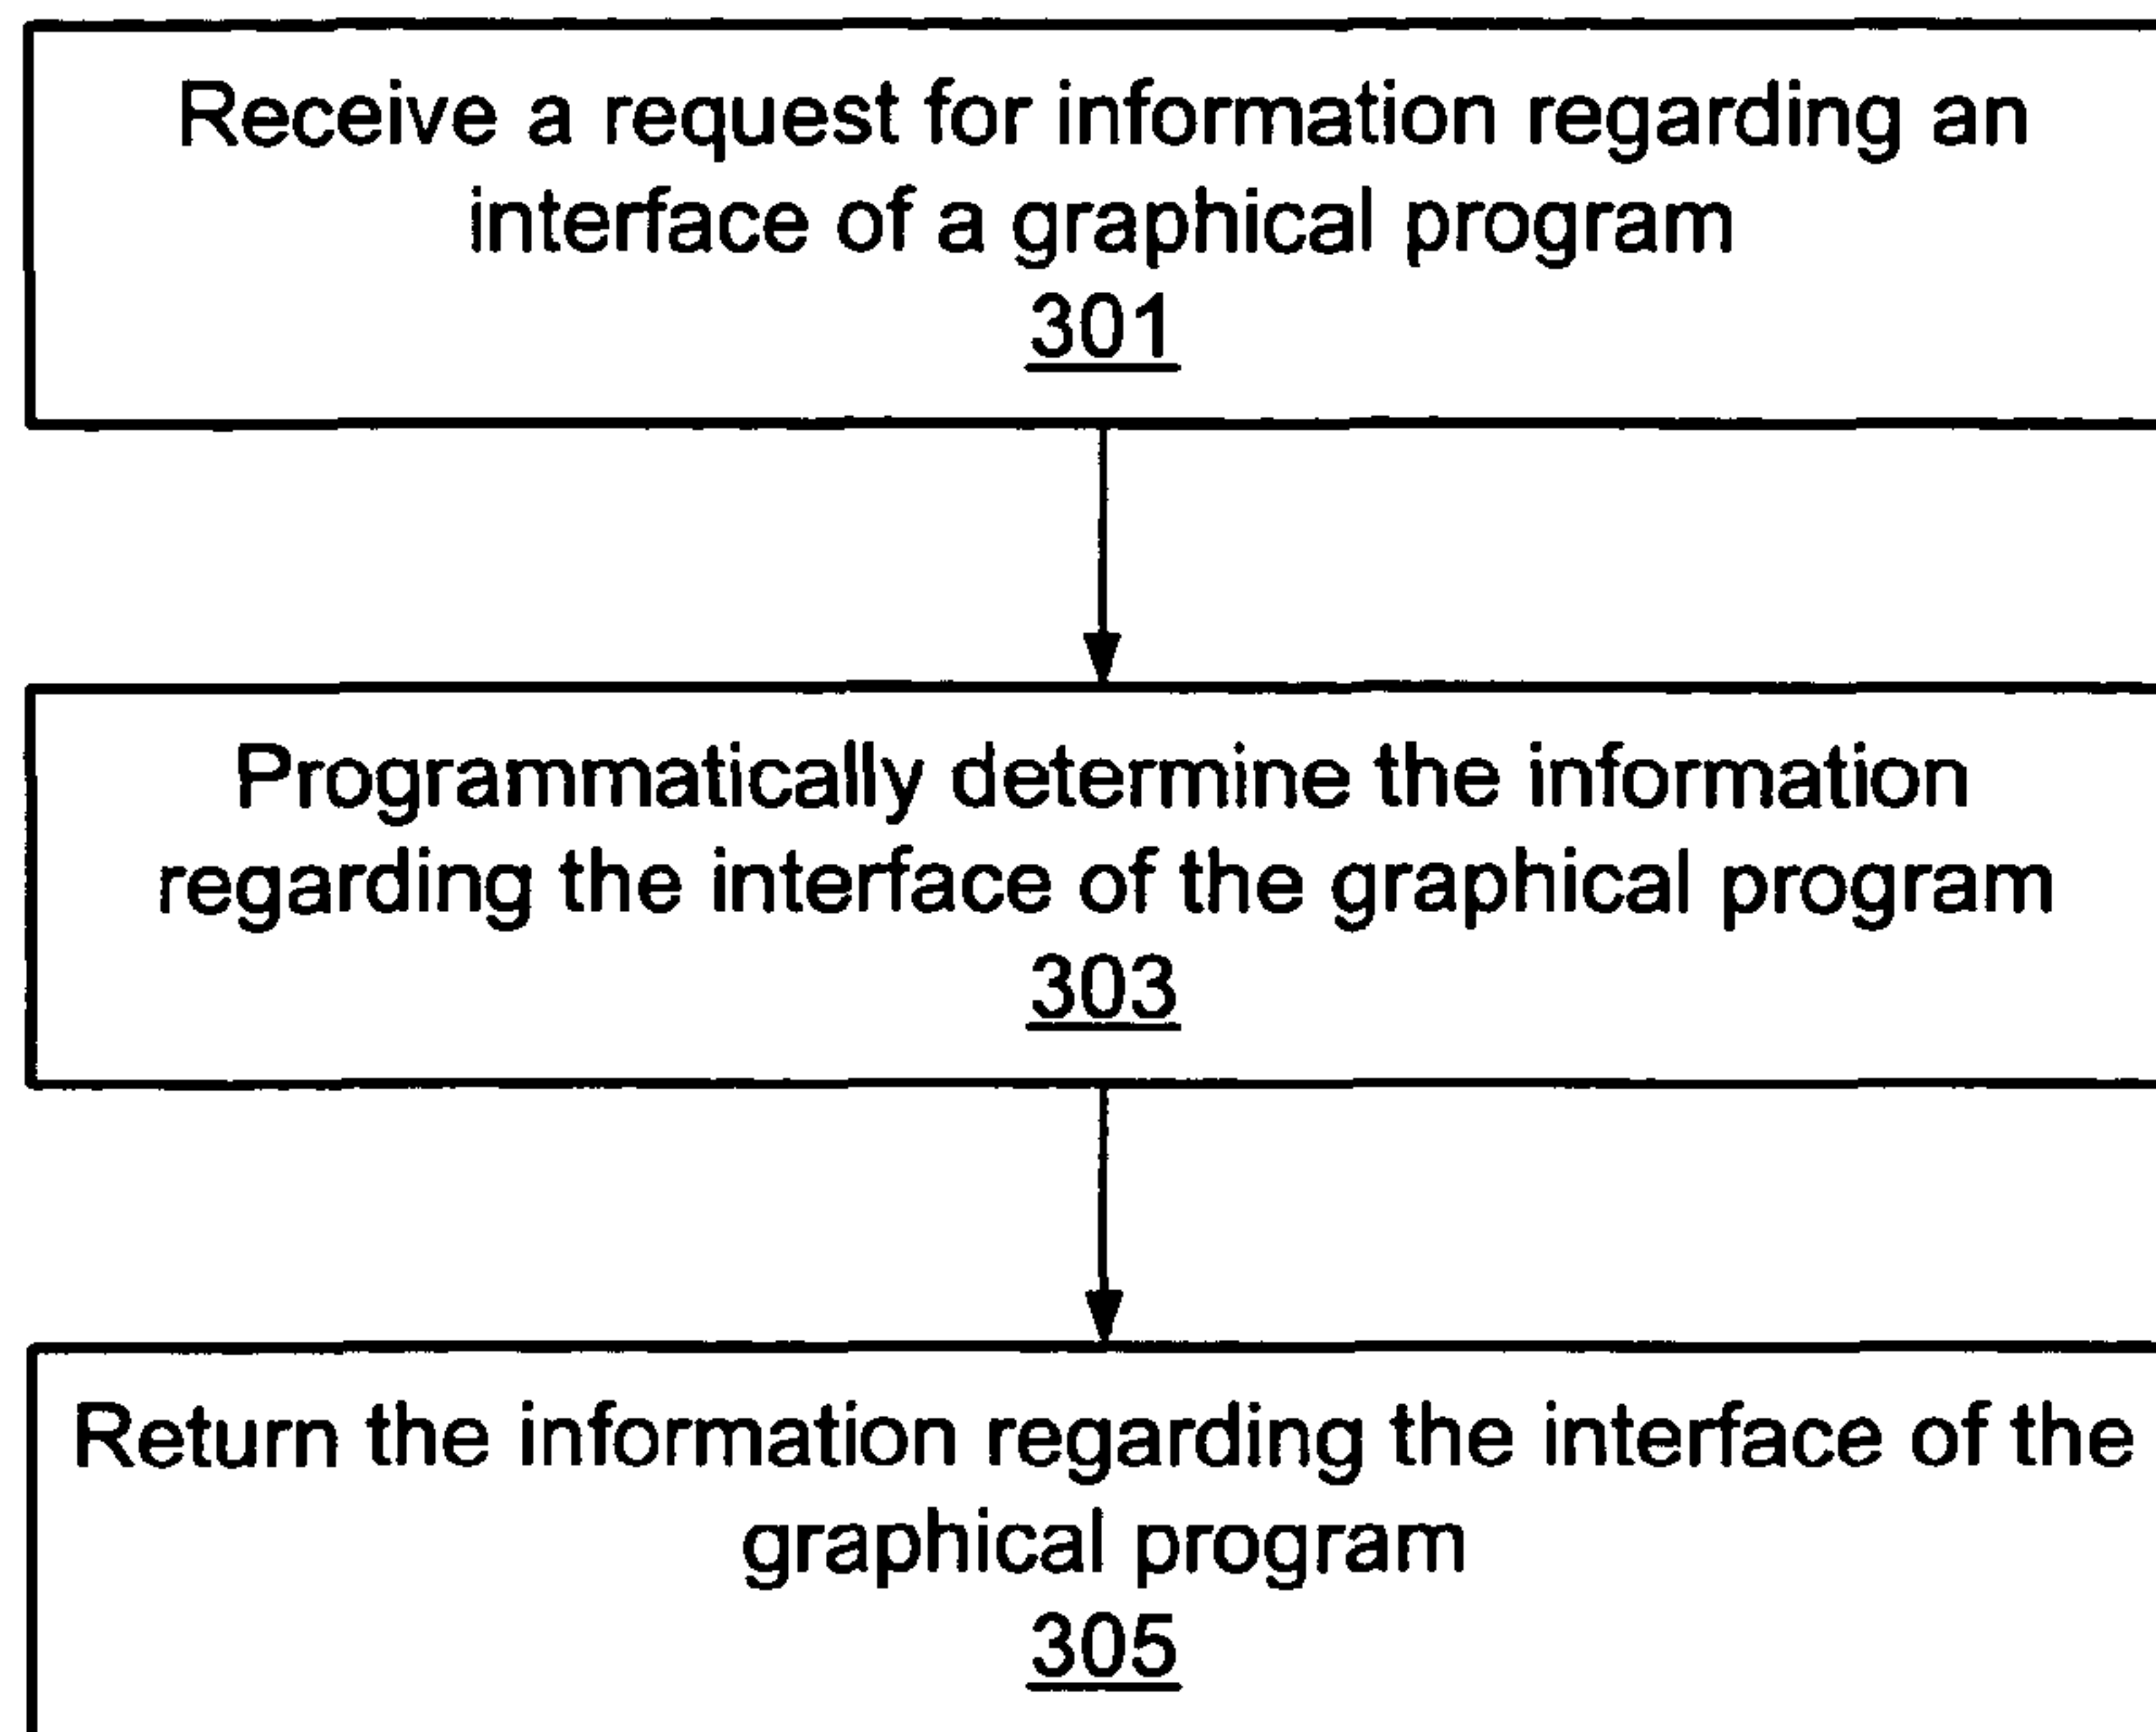 Receive a request for information regarding an
interface of a graphical program
301
Programmatically determine the information
regarding the interface of the graphical program
303
Return the information regarding the interface of the
graphical program
305